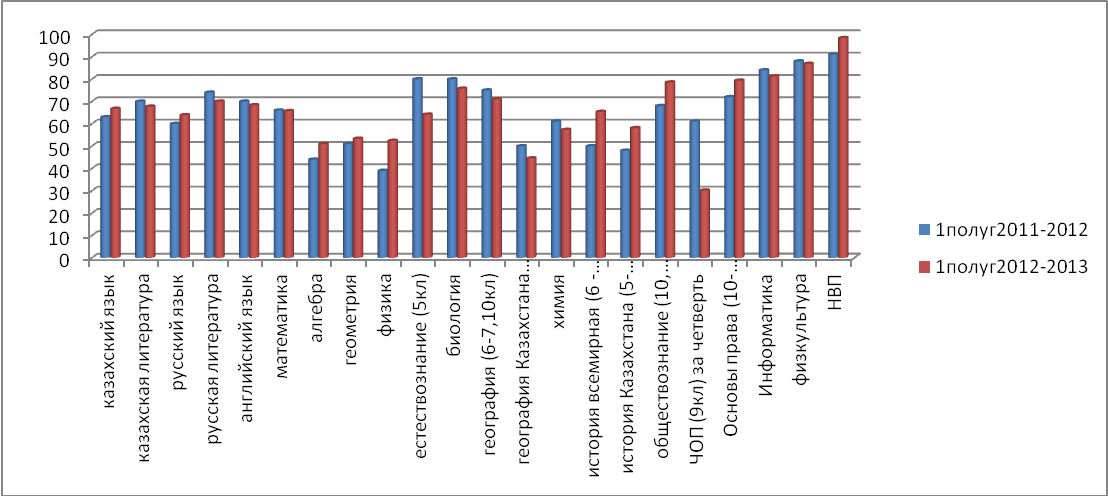 100
90
80
70
60
50
40
30
20
10
0
казахский язык
казахская литература
русский язык
русская литература
английский язык
математика
алгебра
геометрия
физика
естествознание (5кл)
биология
география (6-7,10кл)
география Казахстана…
химия
история всемирная (6 -…
история Казахстана (5-…
обществознание (10,…
ЧОП (9кл) за четверть
Основы права (10-…
Информатика
физкультура
НВП
1полуг2011-2012
1полуг2012-2013